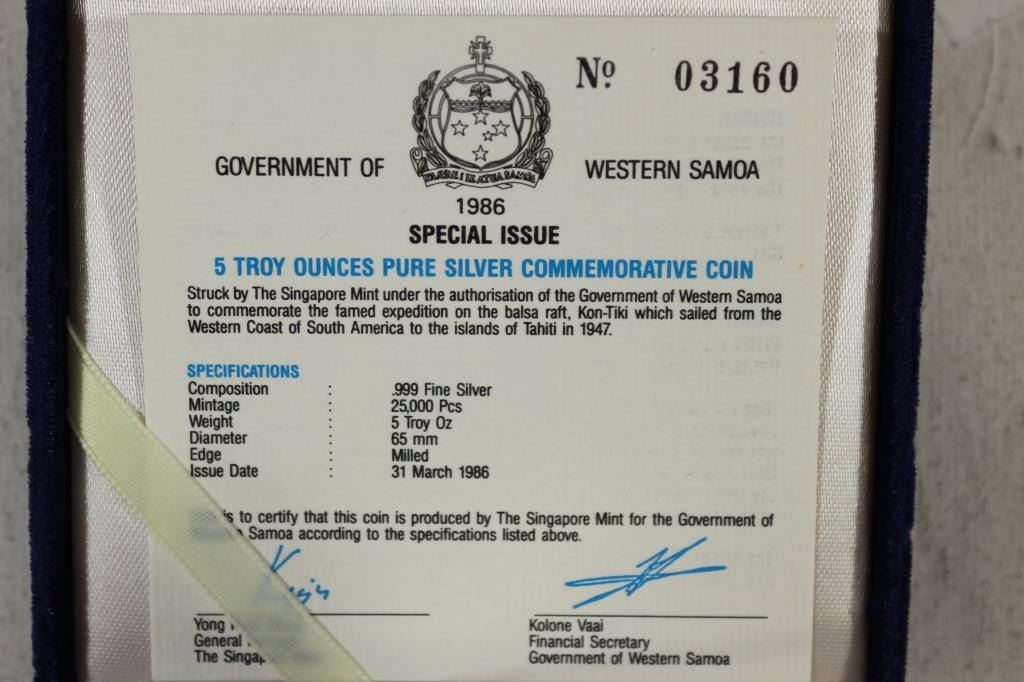 Nº 03160
GOVERNMENT OF WESTERN SAMOA
1986
SPECIAL ISSUE
5 TROY OUNCES PURE SILVER COMMEMORATIVE COIN
Struck by The Singapore Mint under the authorisation of the Government of Western Samoa
to commemorate the famed expedition on the balsa raft, Kon-Tiki which sailed from the
Western Coast of South America to the islands of Tahiti in 1947.
SPECIFICATIONS
Composition : .999 Fine Silver
Mintage : 25,000 Pcs
Weight : 5 Troy Oz
Diameter : 65 mm
Edge : Milled
Issue Date : 31 March 1986
is to certify that this coin is produced by The Singapore Mint for the Government of
Samoa according to the specifications listed above.
Yong
General
The
Kolone Vaai
Financial Secretary
Government of Western Samoa